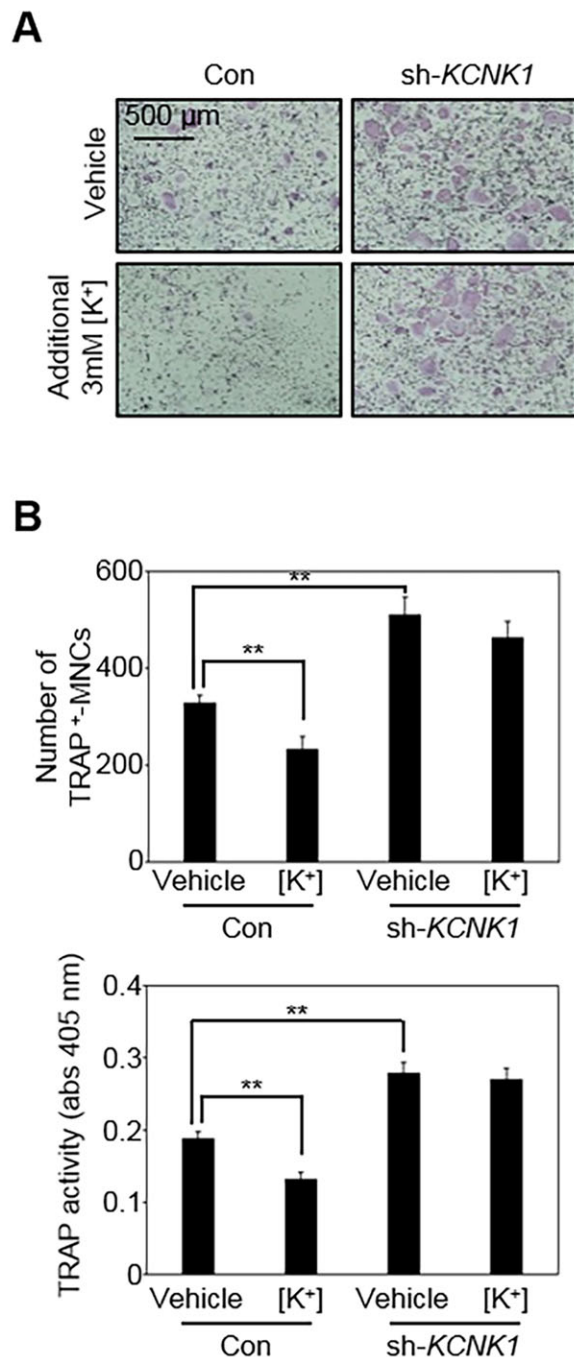 A
Con sh-KCNK1
500 µm
Vehicle
Additional
3mM [K⁺]
B
Number of
TRAP⁺-MNCs
600
400
200
0
**
**
Vehicle [K⁺] Vehicle [K⁺]
Con sh-KCNK1
TRAP activity (abs 405 nm)
0.4
0.3
0.2
0.1
0
**
**
Vehicle [K⁺] Vehicle [K⁺]
Con sh-KCNK1